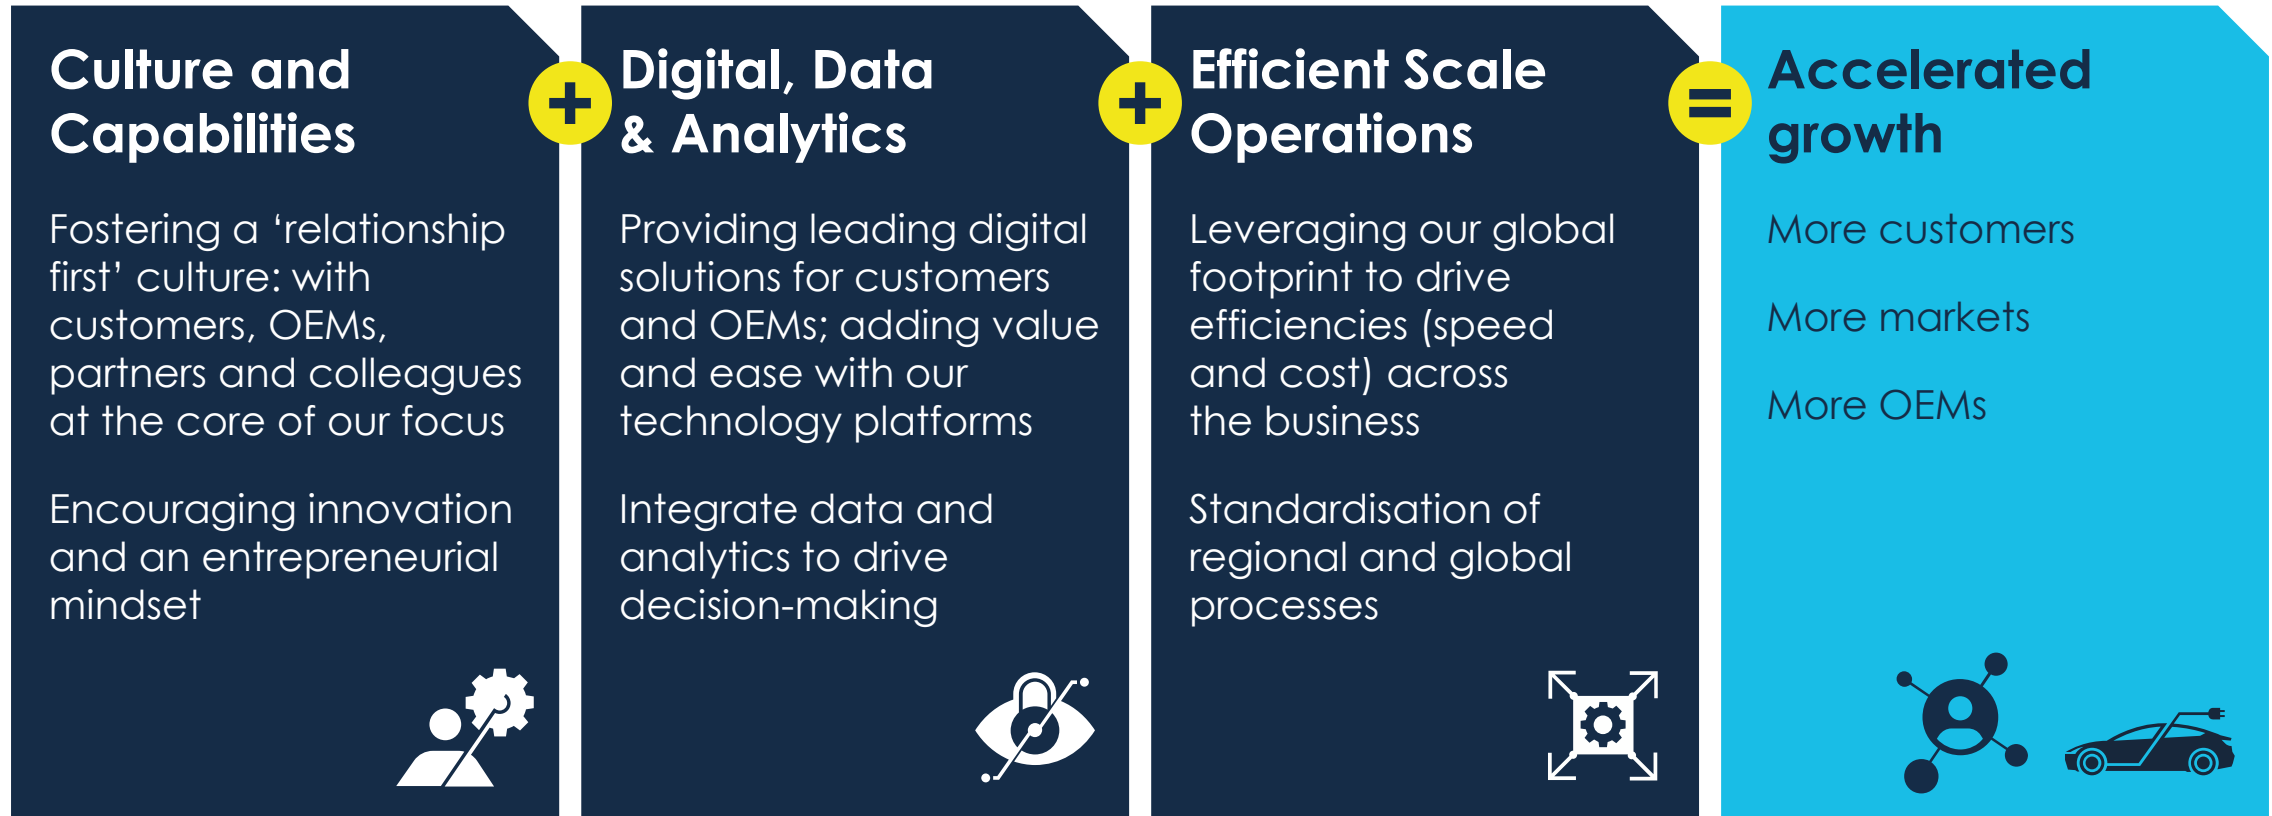 Culture and
Capabilities
Fostering a ‘relationship
first’ culture: with
customers, OEMs,
partners and colleagues
at the core of our focus
Encouraging innovation
and an entrepreneurial
mindset
+
Digital, Data
& Analytics
Providing leading digital
solutions for customers
and OEMs; adding value
and ease with our
technology platforms
Integrate data and
analytics to drive
decision-making
+
Efficient Scale
Operations
Leveraging our global
footprint to drive
efficiencies (speed
and cost) across
the business
Standardisation of
regional and global
processes
=
Accelerated
growth
More customers
More markets
More OEMs